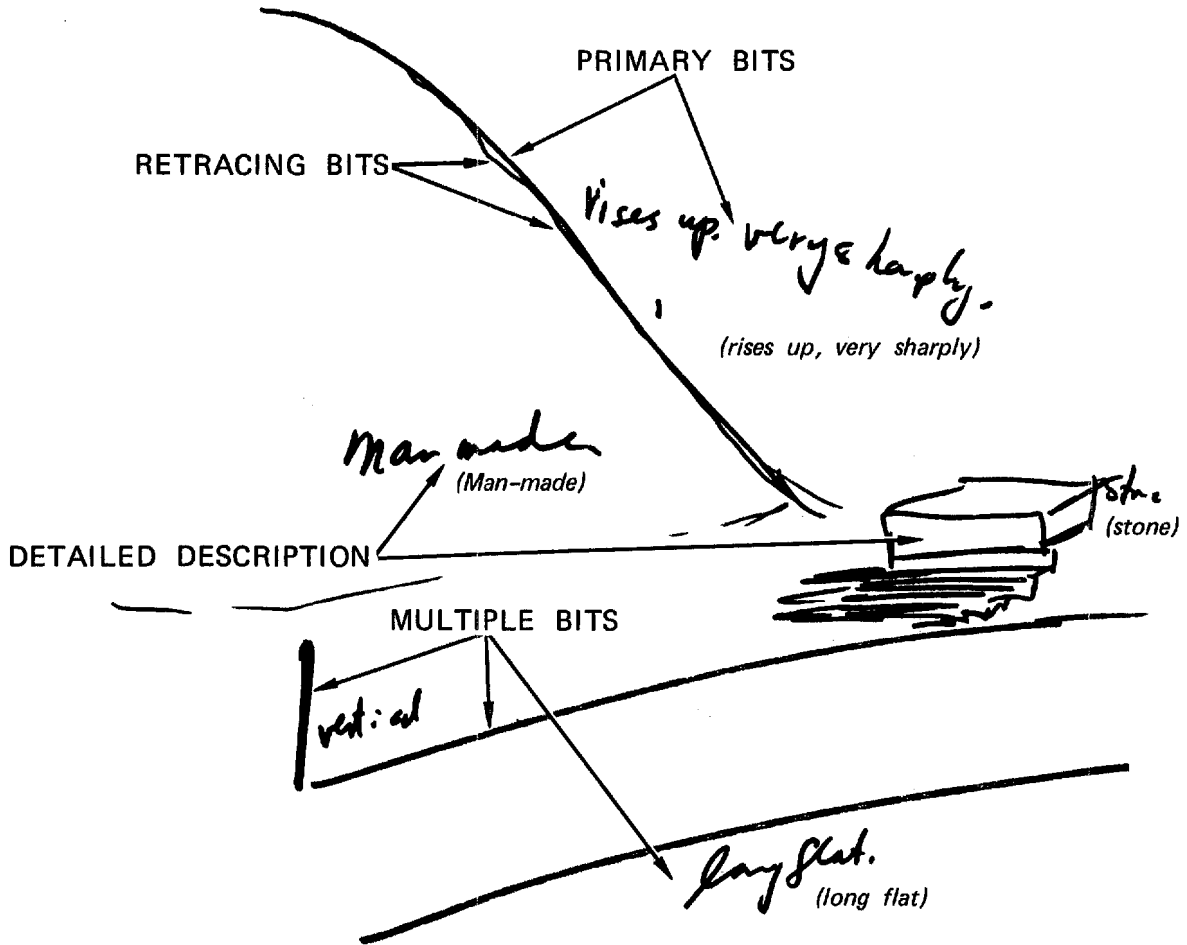 PRIMARY BITS
RETRACING BITS
rises up. very sharply.
(rises up, very sharply)
Man made
(Man-made)
stone
(stone)
DETAILED DESCRIPTION
MULTIPLE BITS
vertical
long flat.
(long flat)